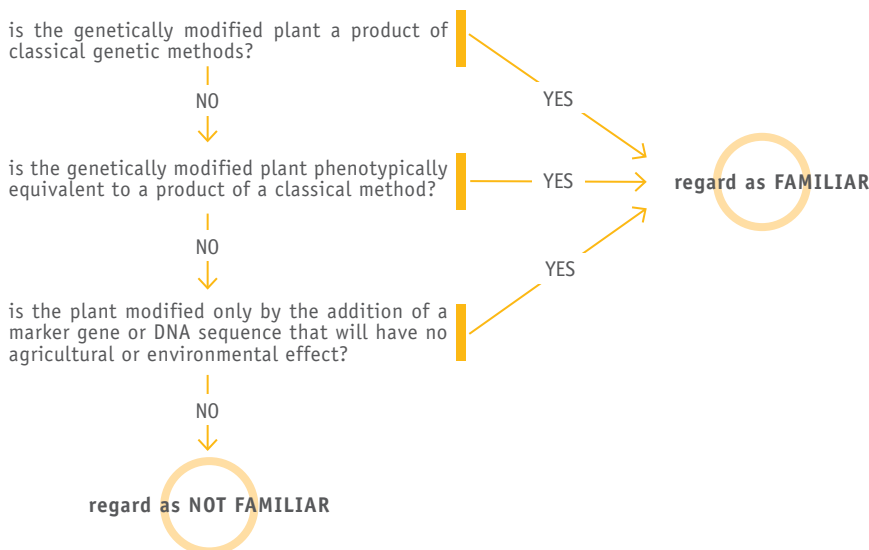 is the genetically modified plant a product of
classical genetic methods?
NO
YES
is the genetically modified plant phenotypically
equivalent to a product of a classical method?
YES
regard as FAMILIAR
NO
YES
is the plant modified only by the addition of a
marker gene or DNA sequence that will have no
agricultural or environmental effect?
NO
regard as NOT FAMILIAR